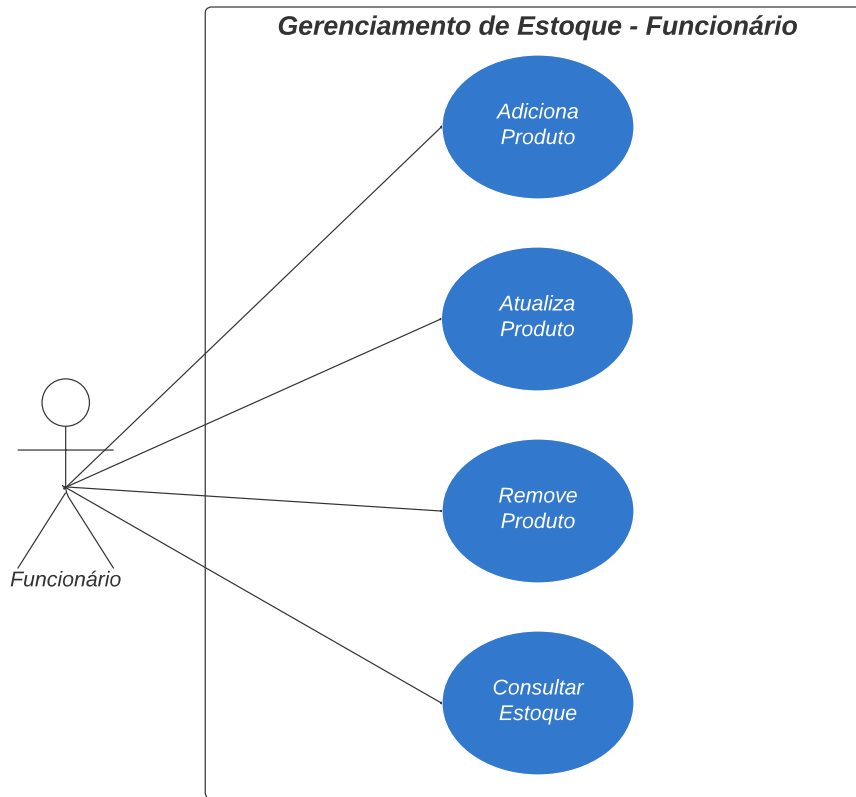 Gerenciamento de Estoque - Funcionário
Adiciona
Produto
Atualiza
Produto
Remove
Produto
Funcionário
Consultar
Estoque